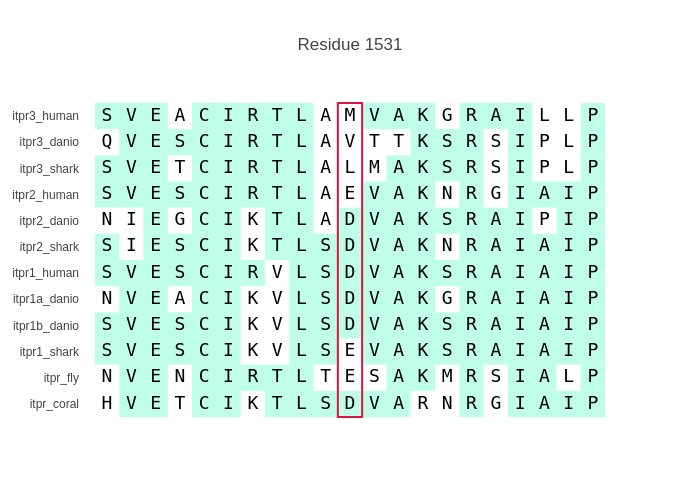 Residue 1531
itpr3_human S V E A C I R T L A M V A K G R A I L L P
itpr3_danio Q V E S C I R T L A V T T K S R S I P L P
itpr3_shark S V E T C I R T L A L M A K S R S I P L P
itpr2_human S V E S C I R T L A E V A K N R G I A I P
itpr2_danio N I E G C I K T L A D V A K S R A I P I P
itpr2_shark S I E S C I K T L S D V A K N R A I A I P
itpr1_human S V E S C I R V L S D V A K S R A I A I P
itpr1a_danio N V E A C I K V L S D V A K G R A I A I P
itpr1b_danio S V E S C I K V L S D V A K S R A I A I P
itpr1_shark S V E S C I K V L S E V A K S R A I A I P
itpr_fly N V E N C I R T L T E S A K M R S I A L P
itpr_coral H V E T C I K T L S D V A R N R G I A I P